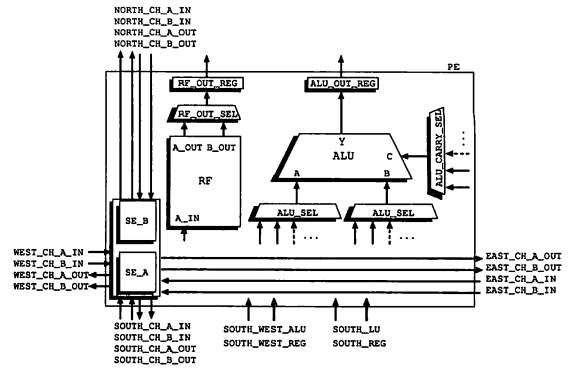 NORTH_CH_A_IN
NORTH_CH_B_IN
NORTH_CH_A_OUT
NORTH_CH_B_OUT
PE
RF_OUT_REG
ALU_OUT_REG
RF_OUT_SEL
ALU_CARRY_SEL
...
A_OUT B_OUT
Y
ALU
C
RF
A
B
A_IN
ALU_SEL
ALU_SEL
SE_B
...
...
WEST_CH_A_IN
WEST_CH_B_IN
WEST_CH_A_OUT
WEST_CH_B_OUT
SE_A
EAST_CH_A_OUT
EAST_CH_B_OUT
EAST_CH_A_IN
EAST_CH_B_IN
SOUTH_CH_A_IN
SOUTH_CH_B_IN
SOUTH_CH_A_OUT
SOUTH_CH_B_OUT
SOUTH_WEST_ALU
SOUTH_WEST_REG
SOUTH_LU
SOUTH_REG